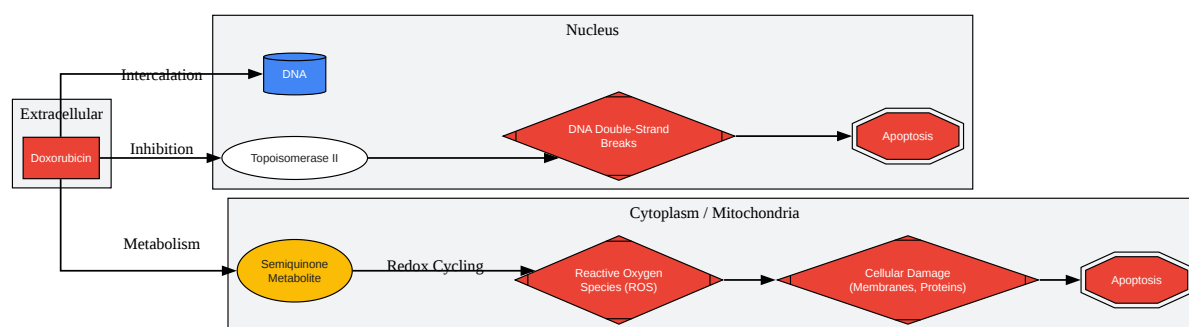 Nucleus
Intercalation
DNA
Extracellular
Doxorubicin
Inhibition
Topoisomerase II
DNA Double-Strand
Breaks
Apoptosis
Cytoplasm / Mitochondria
Metabolism
Semiquinone
Metabolite
Redox Cycling
Reactive Oxygen
Species (ROS)
Cellular Damage
(Membranes, Proteins)
Apoptosis